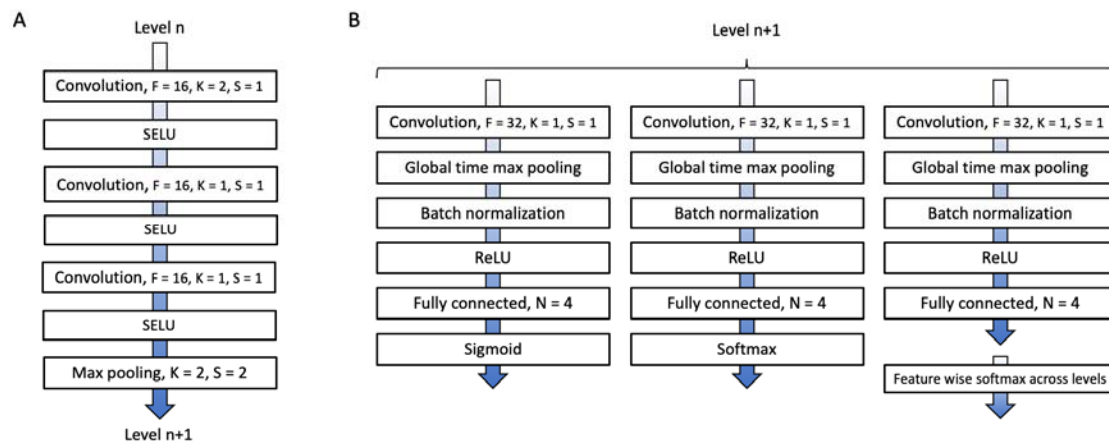 A
Level n
Convolution, F = 16, K = 2, S = 1
SELU
Convolution, F = 16, K = 1, S = 1
SELU
Convolution, F = 16, K = 1, S = 1
SELU
Max pooling, K = 2, S = 2
Level n+1
B
Level n+1
Convolution, F = 32, K = 1, S = 1
Global time max pooling
Batch normalization
ReLU
Fully connected, N = 4
Sigmoid
Convolution, F = 32, K = 1, S = 1
Global time max pooling
Batch normalization
ReLU
Fully connected, N = 4
Softmax
Convolution, F = 32, K = 1, S = 1
Global time max pooling
Batch normalization
ReLU
Fully connected, N = 4
Feature wise softmax across levels